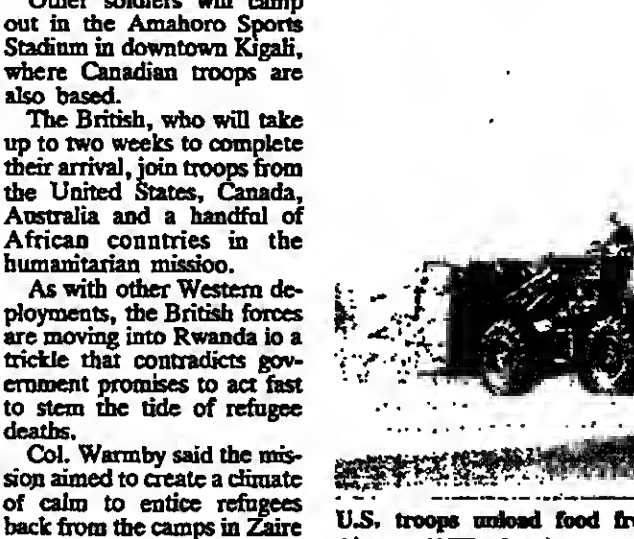 Other soldiers will camp
out in the Amahoro Sports
Stadium in downtown Kigali,
where Canadian troops are
also based.
The British, who will take
up to two weeks to complete
their arrival, join troops from
the United States, Canada,
Australia and a handful of
African conntries in the
humanitarian missioo.
As with other Western de-
ployments, the British forces
are moving into Rwanda io a
trickle that contradicts gov-
ernment promises to act fast
to stem the tide of refugee
deaths.
Col. Warmby said the mis-
sion aimed to create a climate
of calm to entice refugees
back from the camps in Zaire
U.S. troops unload food fr